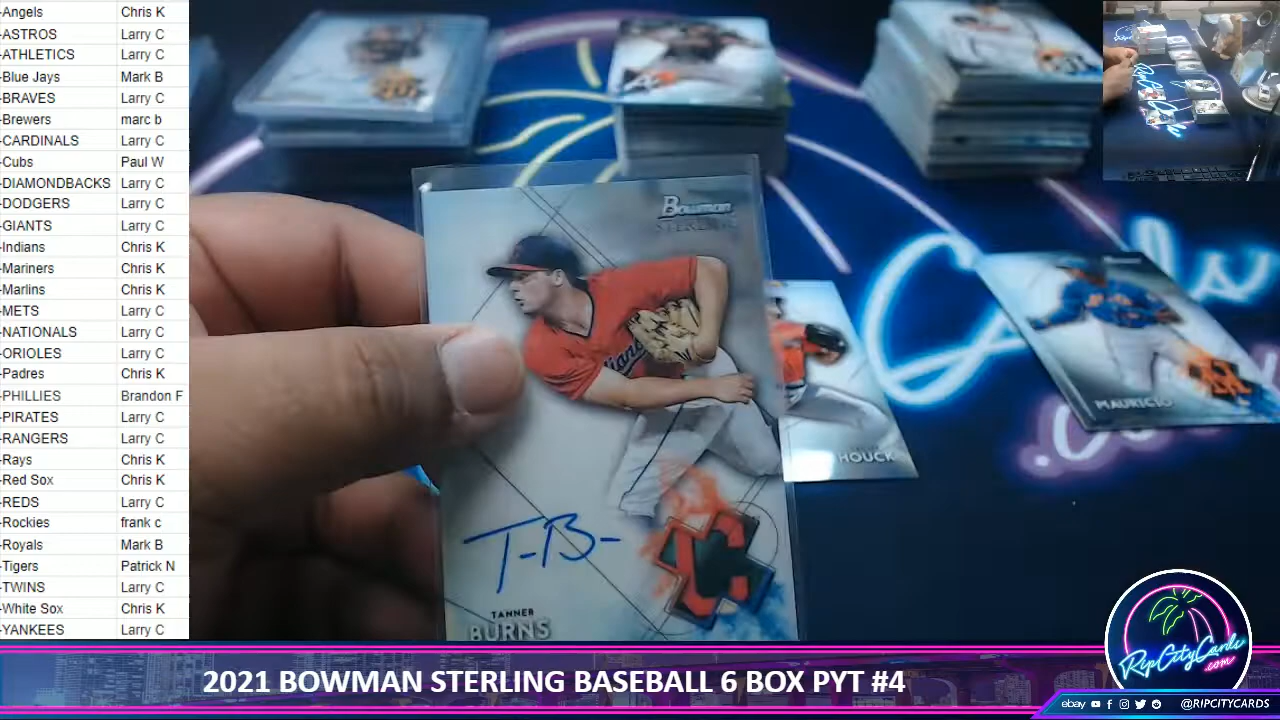 -Angels Chris K
-ASTROS Larry C
-ATHLETICS Larry C
-Blue Jays Mark B
-BRAVES Larry C
-Brewers marc b
-CARDINALS Larry C
-Cubs Paul W
-DIAMONDBACKS Larry C
-DODGERS Larry C
-GIANTS Larry C
-Indians Chris K
-Mariners Chris K
-Marlins Chris K
-METS Larry C
-NATIONALS Larry C
-ORIOLES Larry C
-Padres Chris K
-PHILLIES Brandon F
-PIRATES Larry C
-RANGERS Larry C
-Rays Chris K
-Red Sox Chris K
-REDS Larry C
-Rockies frank c
-Royals Mark B
-Tigers Patrick N
-TWINS Larry C
-White Sox Chris K
-YANKEES Larry C
Bowman
STERLING
T-B-
TANNER
BURNS
HOUCK
MAURICIO
RipCityCards
.com
2021 BOWMAN STERLING BASEBALL 6 BOX PYT #4
ebay @RIPCITYCARDS